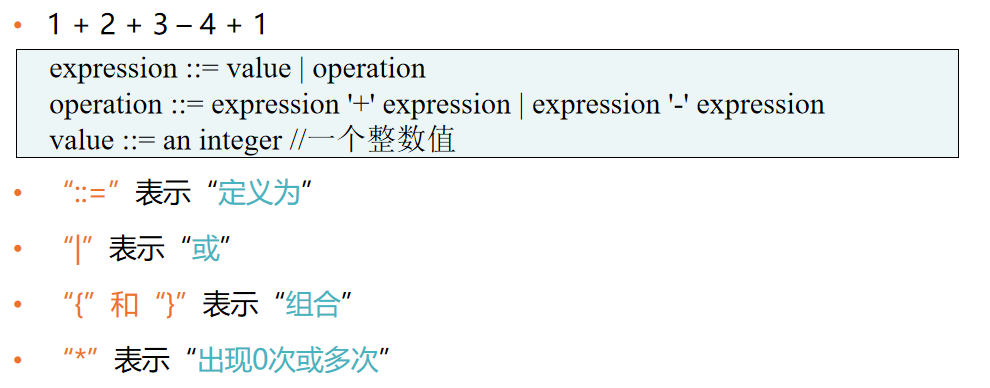 • 1 + 2 + 3 – 4 + 1
expression ::= value | operation
operation ::= expression '+' expression | expression '-' expression
value ::= an integer //一个整数值
• “::=”表示“定义为”
• “|”表示“或”
• “{”和“}”表示“组合”
• “*”表示“出现0次或多次”